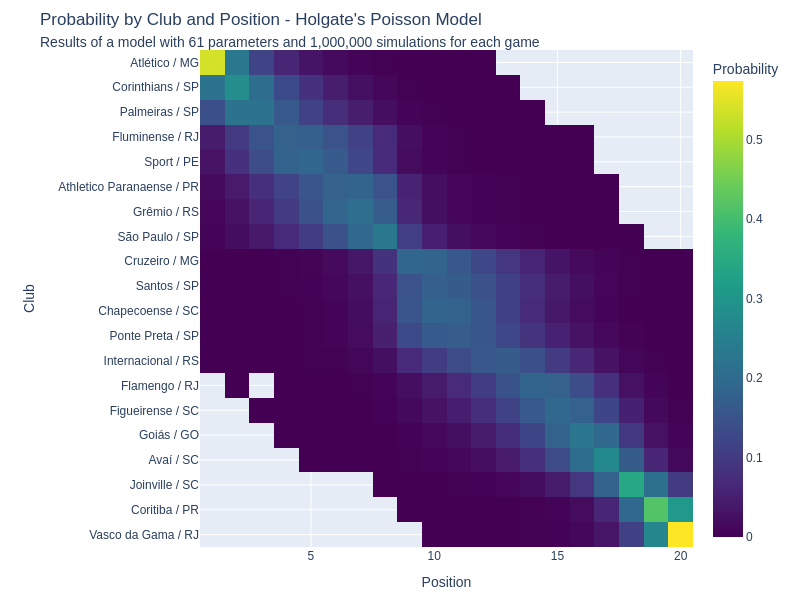 Probability by Club and Position - Holgate's Poisson Model
Results of a model with 61 parameters and 1,000,000 simulations for each game
Probability
Atlético / MG
Corinthians / SP
Palmeiras / SP
Fluminense / RJ
Sport / PE
Athletico Paranaense / PR
Grêmio / RS
São Paulo / SP
Cruzeiro / MG
Santos / SP
Chapecoense / SC
Ponte Preta / SP
Internacional / RS
Flamengo / RJ
Figueirense / SC
Goiás / GO
Avaí / SC
Joinville / SC
Coritiba / PR
Vasco da Gama / RJ
Club
5
10
15
20
Position
0.5
0.4
0.3
0.2
0.1
0